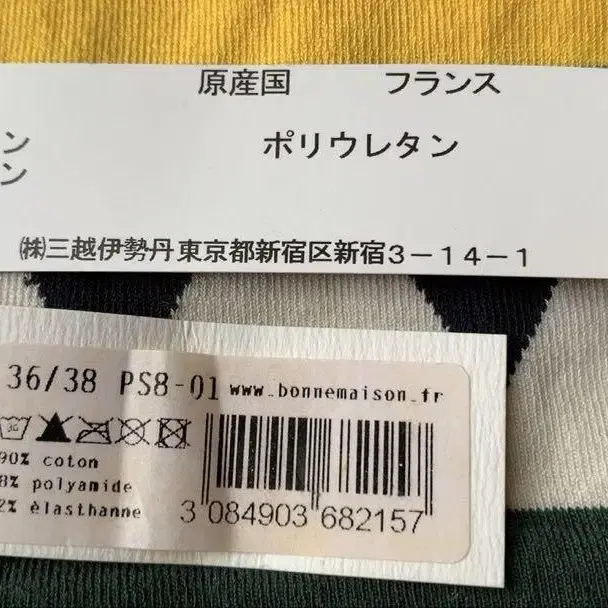 原産国 フランス
ン ポリウレタン
ン
㈱三越伊勢丹 東京都新宿区新宿3-14-1
36/38 PS8-01 www.bonnemaison.fr
30
90% coton
8% polyamide
2% élasthanne
3 084903 682157